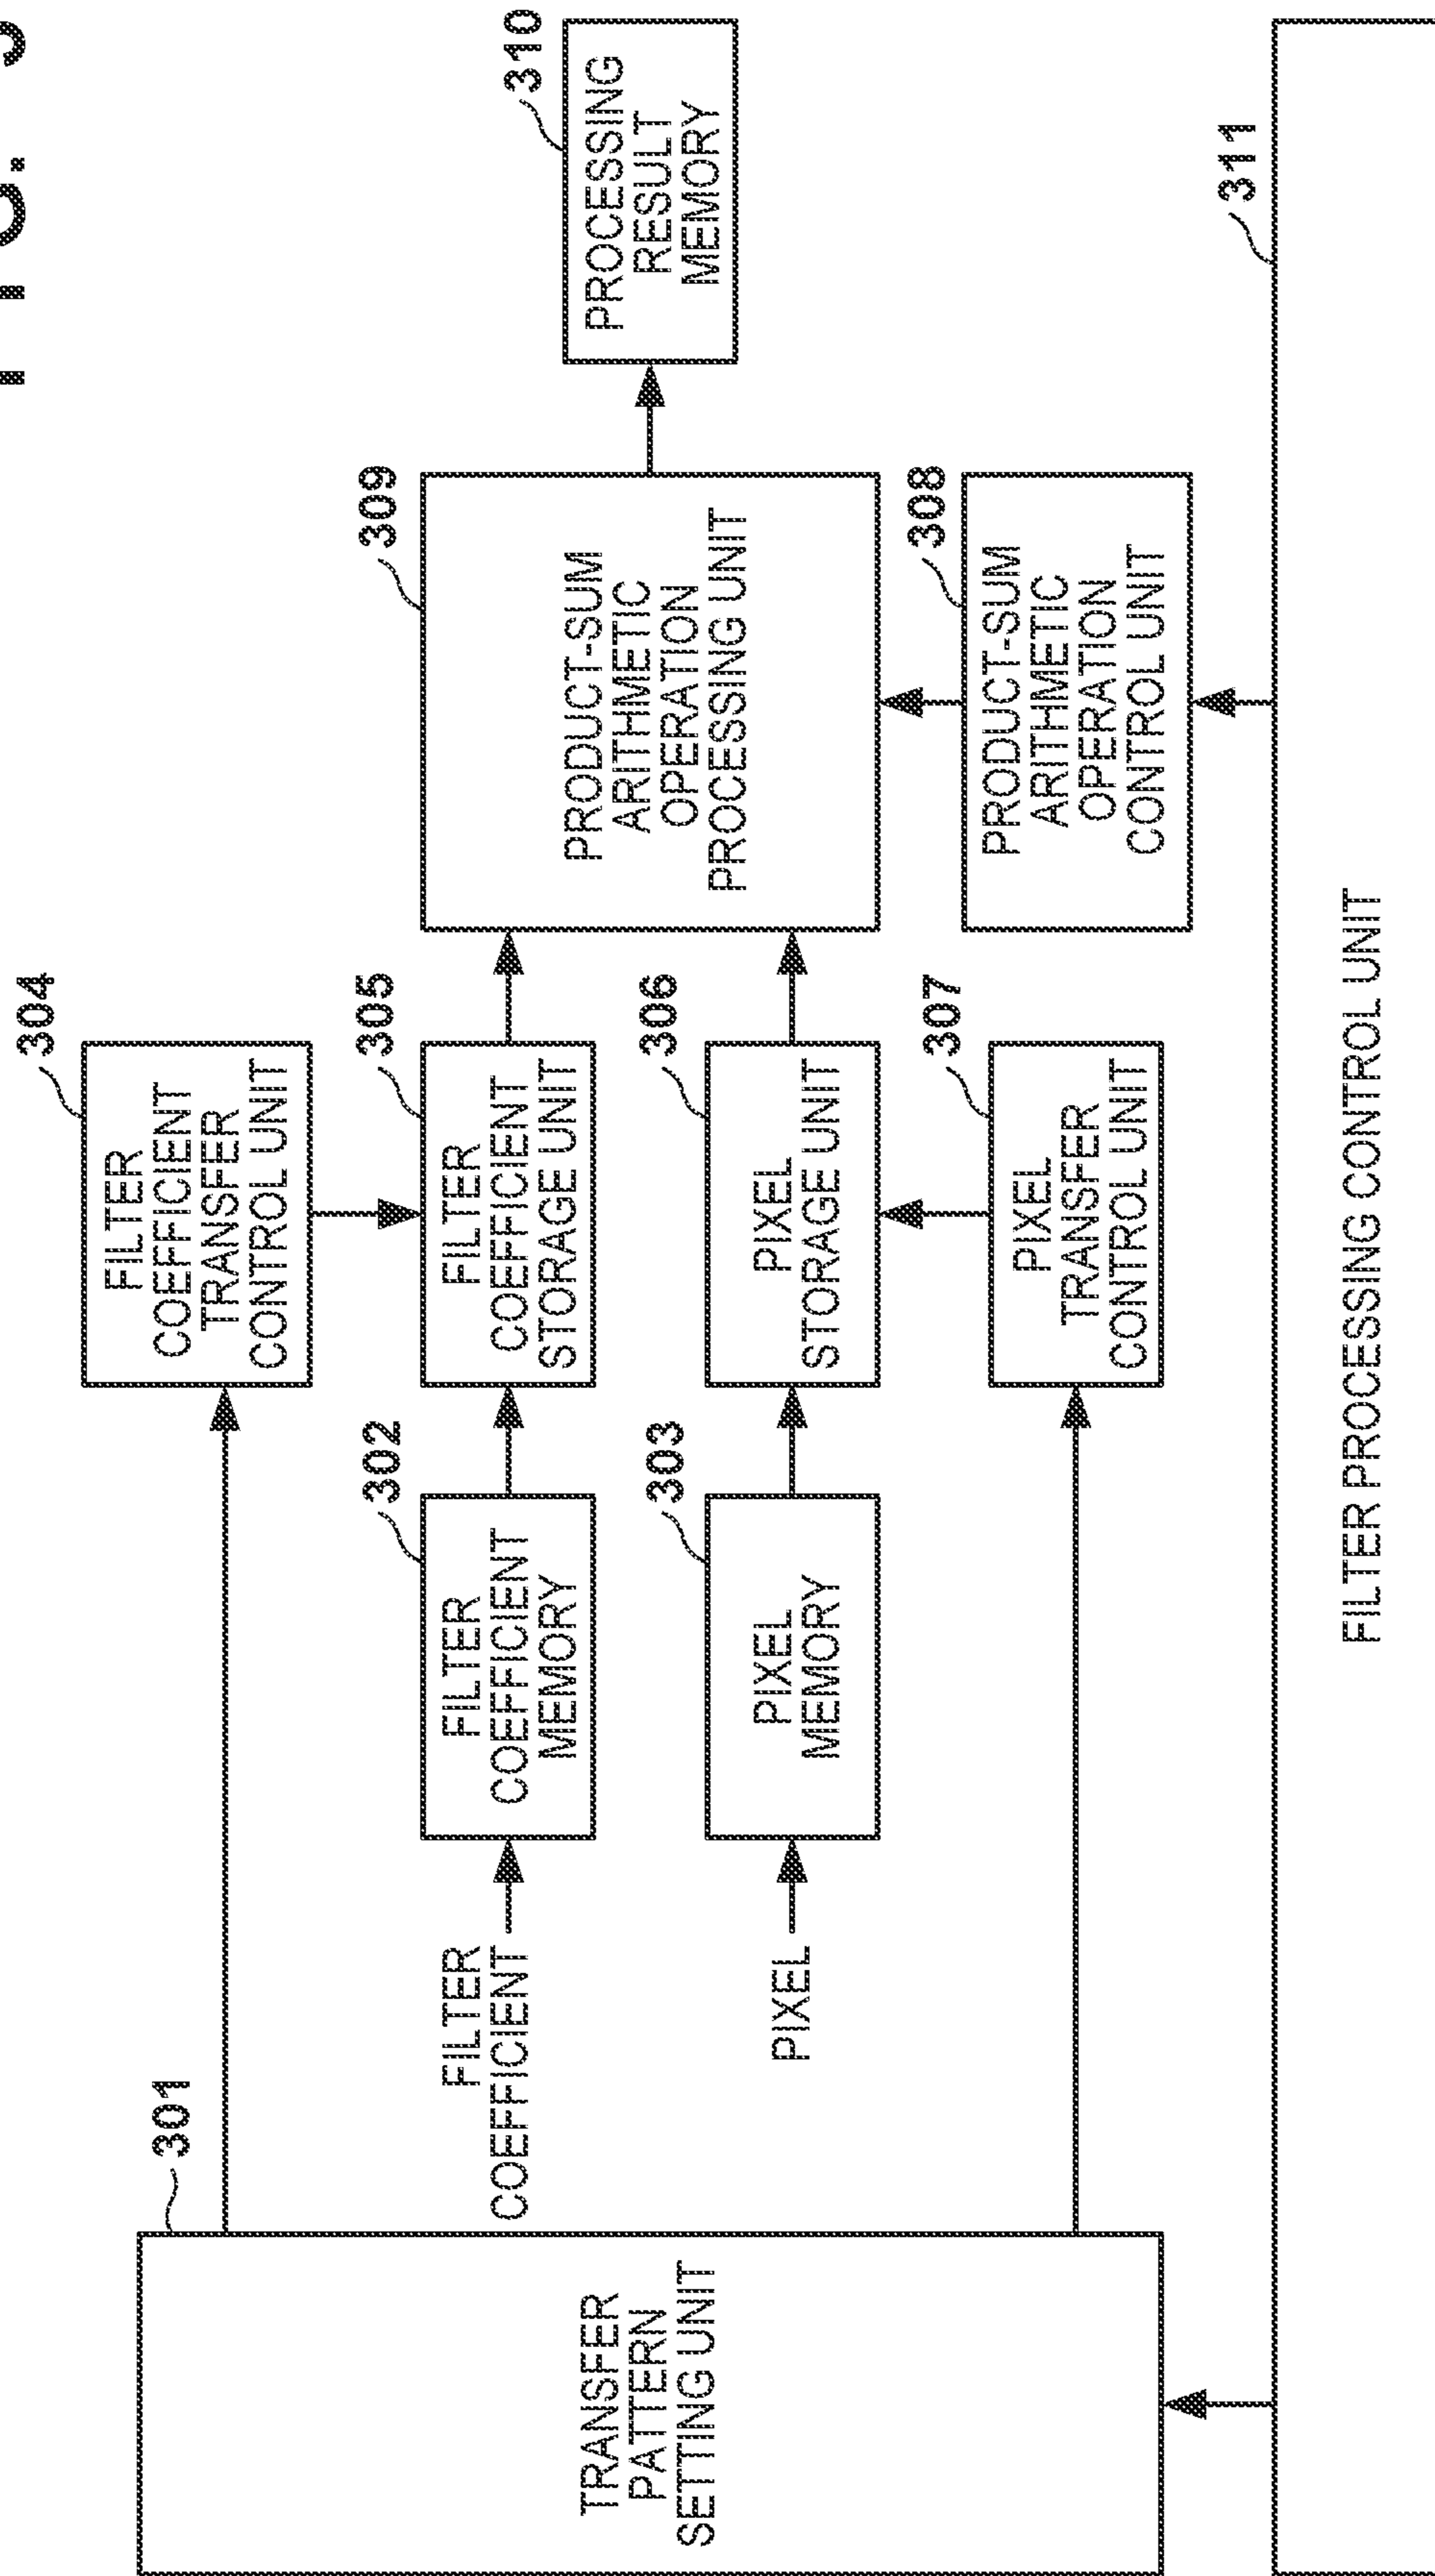 FIG. 3
301
TRANSFER
PATTERN
SETTING UNIT
FILTER
COEFFICIENT
PIXEL
302
FILTER
COEFFICIENT
MEMORY
303
PIXEL
MEMORY
304
FILTER
COEFFICIENT
TRANSFER
CONTROL UNIT
305
FILTER
COEFFICIENT
STORAGE UNIT
306
PIXEL
STORAGE UNIT
307
PIXEL
TRANSFER
CONTROL UNIT
309
PRODUCT-SUM
ARITHMETIC
OPERATION
PROCESSING UNIT
308
PRODUCT-SUM
ARITHMETIC
OPERATION
CONTROL UNIT
310
PROCESSING
RESULT
MEMORY
311
FILTER PROCESSING CONTROL UNIT